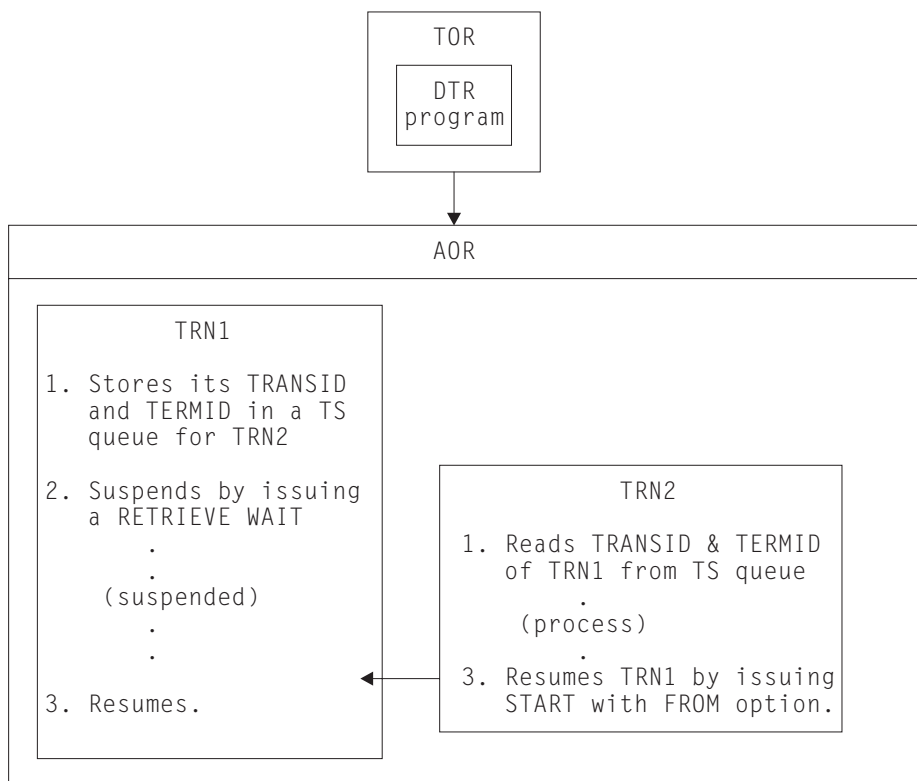 TOR
DTR
program
AOR
TRN1
1. Stores its TRANSID
and TERMID in a TS
queue for TRN2
2. Suspends by issuing
a RETRIEVE WAIT
.
.
(suspended)
.
.
3. Resumes.
TRN2
1. Reads TRANSID & TERMID
of TRN1 from TS queue
.
(process)
.
3. Resumes TRN1 by issuing
START with FROM option.